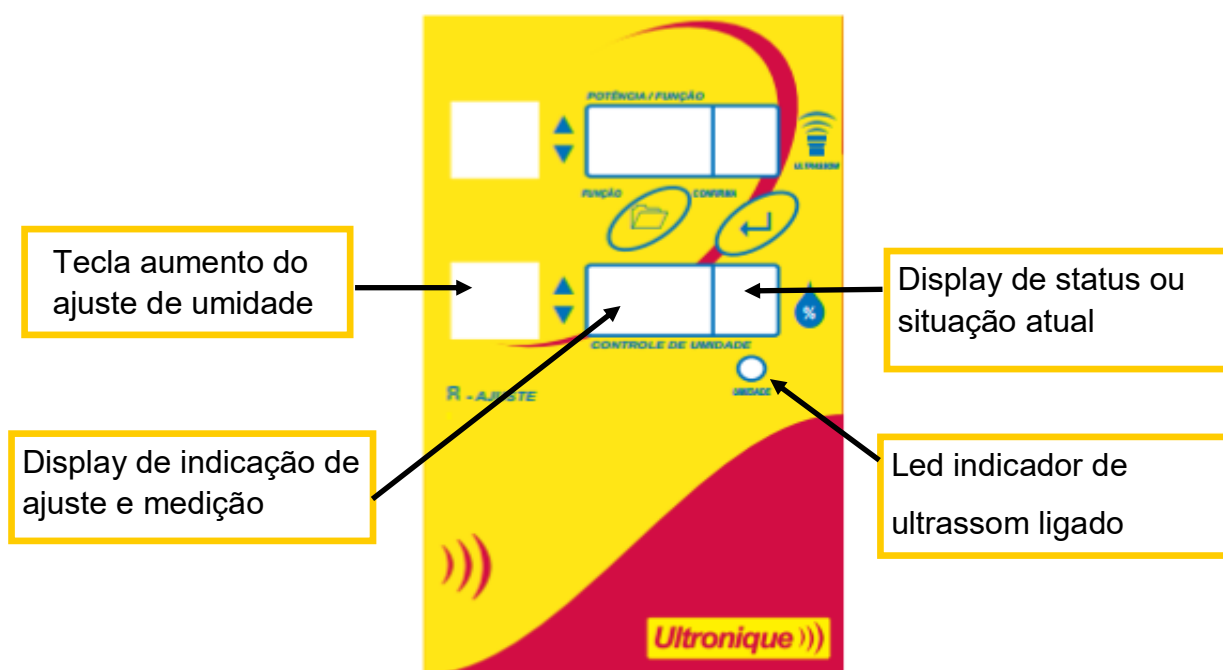 POTÊNCIA / FUNÇÃO
ULTRASSOM
FUNÇÃO
CONFIRMA
Tecla aumento do
ajuste de umidade
Display de status ou
situação atual
%
CONTROLE DE UMIDADE
UMIDADE
R - AJUSTE
Display de indicação de
ajuste e medição
Led indicador de
ultrassom ligado
Ultronique